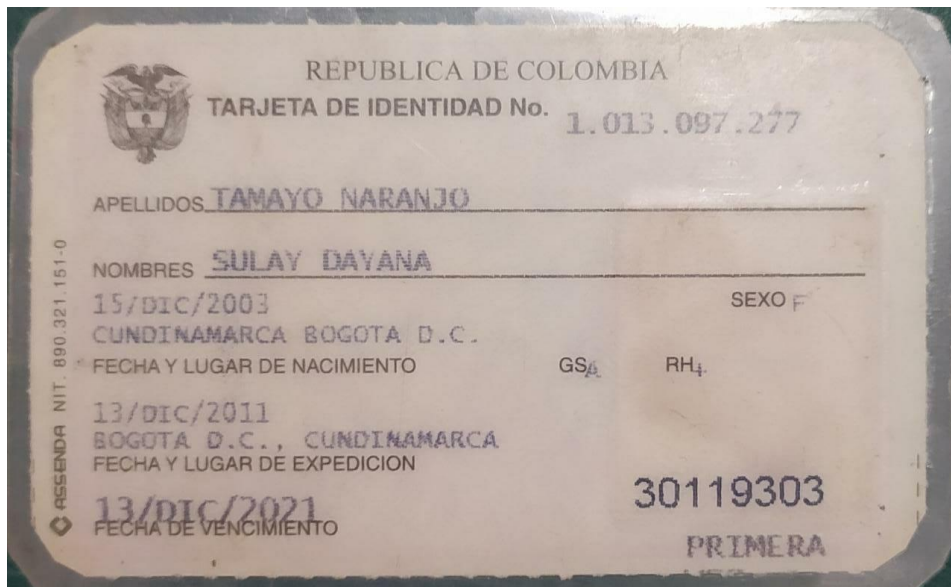 REPUBLICA DE COLOMBIA
TARJETA DE IDENTIDAD No. 1.013.097.277
APELLIDOS TAMAYO NARANJO
NOMBRES SULAY DAYANA
15/DIC/2003 SEXO F
CUNDINAMARCA BOGOTA D.C.
FECHA Y LUGAR DE NACIMIENTO GS A RH +
13/DIC/2011
BOGOTA D.C., CUNDINAMARCA
FECHA Y LUGAR DE EXPEDICION
13/DIC/2021 30119303
FECHA DE VENCIMIENTO
PRIMERA
ASSENDA NIT. 890.321.151-0